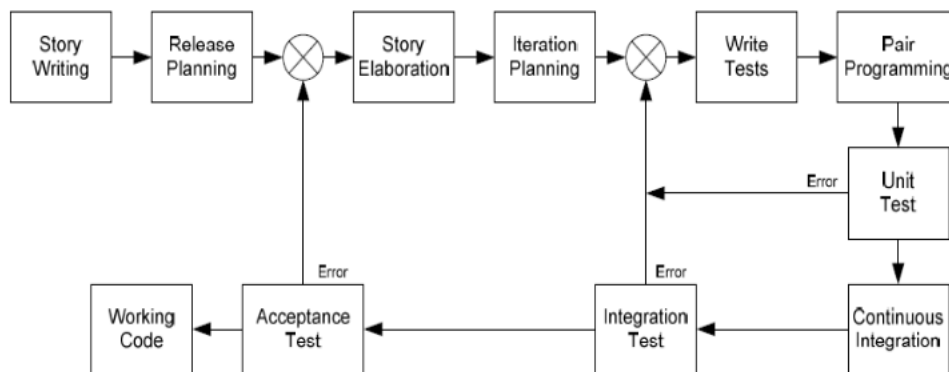 Story
Writing
Release
Planning
Story
Elaboration
Iteration
Planning
Write
Tests
Pair
Programming
Error
Unit
Test
Error
Error
Working
Code
Acceptance
Test
Integration
Test
Continuous
Integration